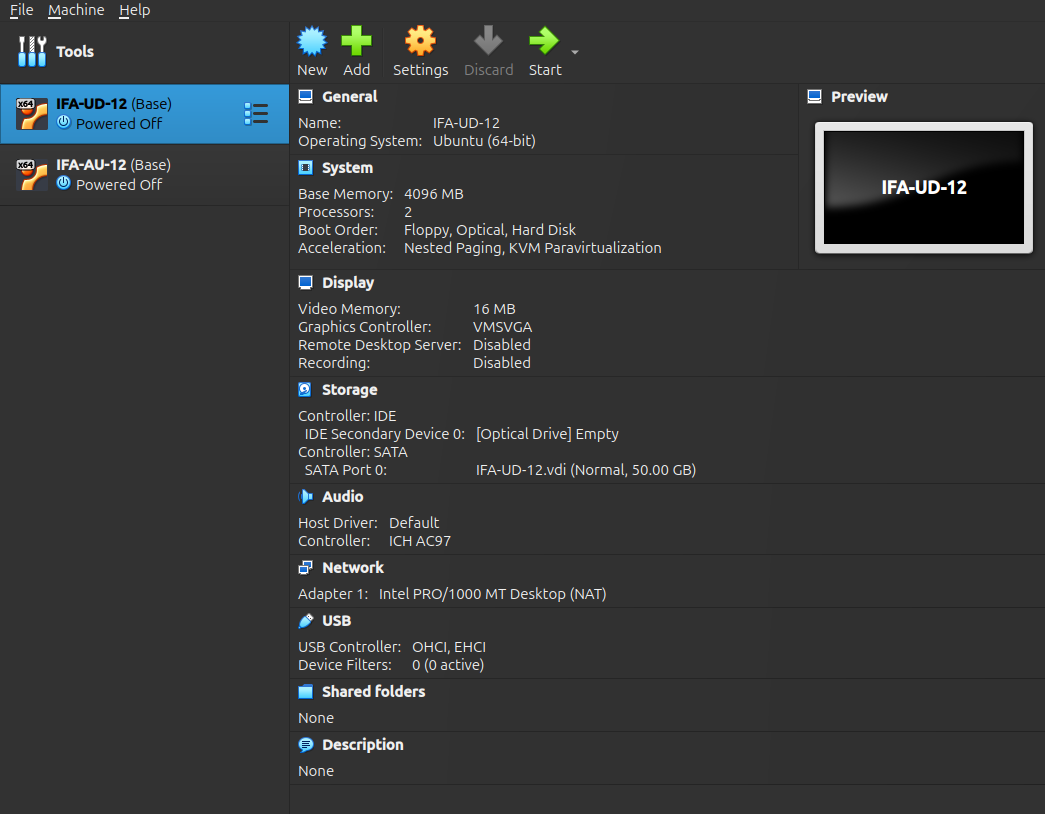 File Machine Help
Tools
x64 IFA-UD-12 (Base)
Powered Off
x64 IFA-AU-12 (Base)
Powered Off
New Add Settings Discard Start
General
Name: IFA-UD-12
Operating System: Ubuntu (64-bit)
System
Base Memory: 4096 MB
Processors: 2
Boot Order: Floppy, Optical, Hard Disk
Acceleration: Nested Paging, KVM Paravirtualization
Preview
IFA-UD-12
Display
Video Memory: 16 MB
Graphics Controller: VMSVGA
Remote Desktop Server: Disabled
Recording: Disabled
Storage
Controller: IDE
IDE Secondary Device 0: [Optical Drive] Empty
Controller: SATA
SATA Port 0: IFA-UD-12.vdi (Normal, 50.00 GB)
Audio
Host Driver: Default
Controller: ICH AC97
Network
Adapter 1: Intel PRO/1000 MT Desktop (NAT)
USB
USB Controller: OHCI, EHCI
Device Filters: 0 (0 active)
Shared folders
None
Description
None